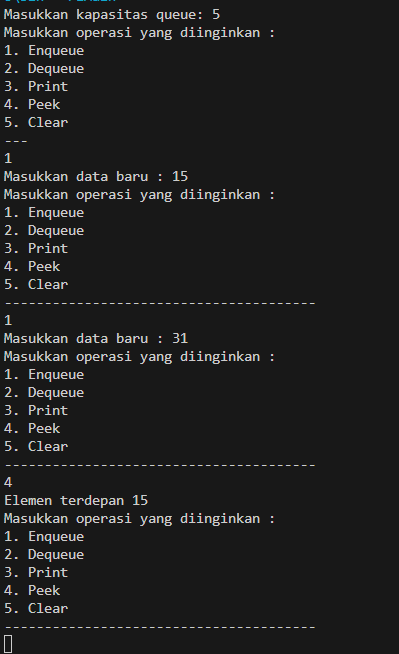 Masukkan kapasitas queue: 5
Masukkan operasi yang diinginkan :
1. Enqueue
2. Dequeue
3. Print
4. Peek
5. Clear
---
1
Masukkan data baru : 15
Masukkan operasi yang diinginkan :
1. Enqueue
2. Dequeue
3. Print
4. Peek
5. Clear
---------------------------------------
1
Masukkan data baru : 31
Masukkan operasi yang diinginkan :
1. Enqueue
2. Dequeue
3. Print
4. Peek
5. Clear
---------------------------------------
4
Elemen terdepan 15
Masukkan operasi yang diinginkan :
1. Enqueue
2. Dequeue
3. Print
4. Peek
5. Clear
---------------------------------------